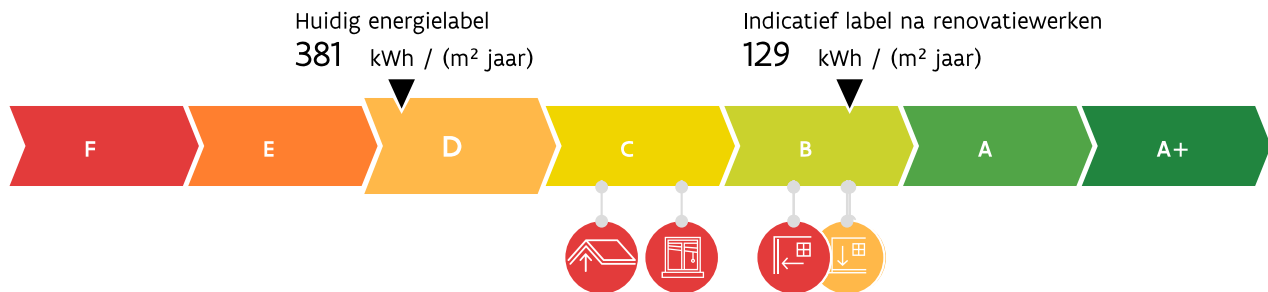 Huidig energielabel
381 kWh / (m² jaar)
Indicatief label na renovatiewerken
129 kWh / (m² jaar)
F E D C B A A+